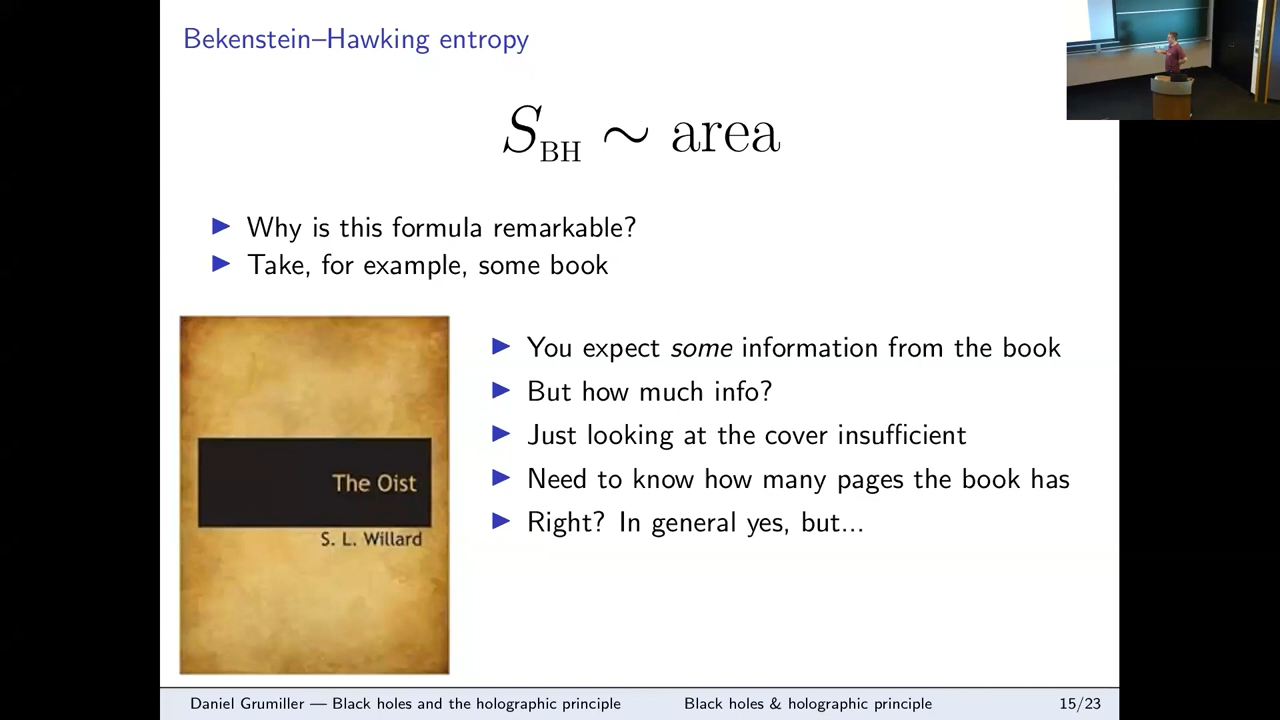 Bekenstein–Hawking entropy
S_BH ∼ area
▶ Why is this formula remarkable?
▶ Take, for example, some book
The Oist
S. L. Willard
▶ You expect some information from the book
▶ But how much info?
▶ Just looking at the cover insufficient
▶ Need to know how many pages the book has
▶ Right? In general yes, but...
Daniel Grumiller — Black holes and the holographic principle Black holes & holographic principle 15/23